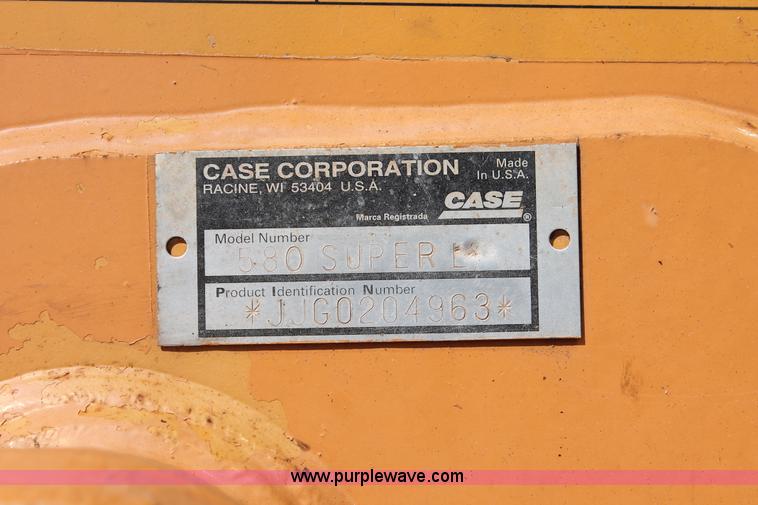 CASE CORPORATION
RACINE, WI 53404 U.S.A.
Made
In U.S.A.
CASE
®
Marca Registrada
Model Number
580 SUPER L*
Product Identification Number
*JJG0204963*
www.purplewave.com